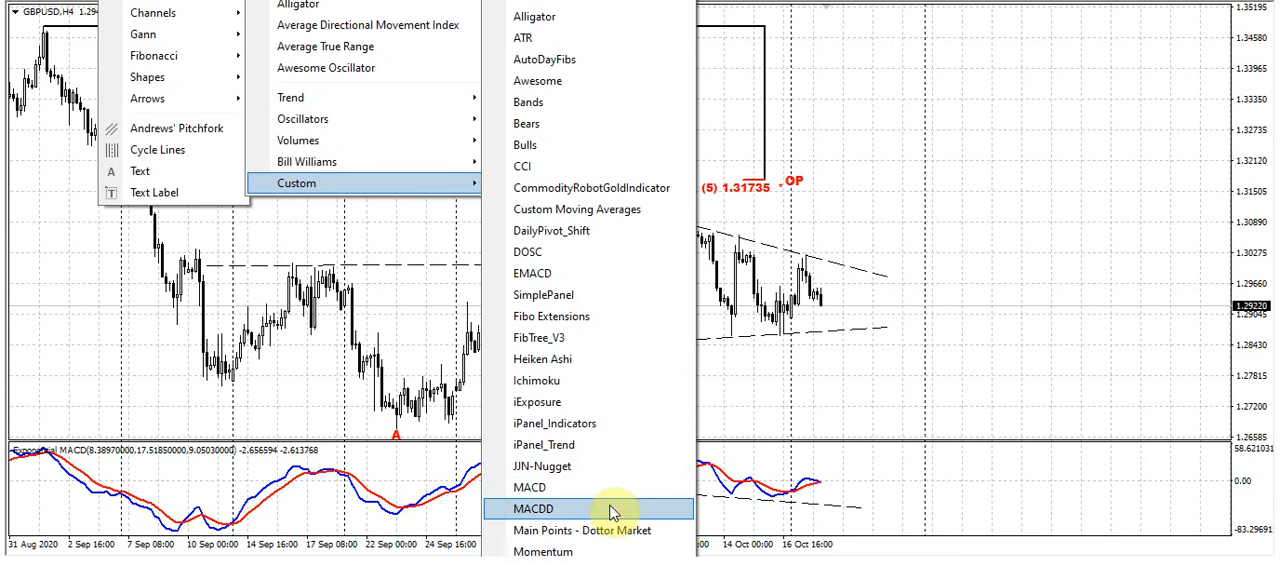 GBPUSD,H4 1.29
Channels
Gann
Fibonacci
Shapes
Arrows
Andrews' Pitchfork
Cycle Lines
A Text
T Text Label
Alligator
Average Directional Movement Index
Average True Range
Awesome Oscillator
Trend
Oscillators
Volumes
Bill Williams
Custom
Alligator
ATR
AutoDayFibs
Awesome
Bands
Bears
Bulls
CCI
CommodityRobotGoldIndicator
Custom Moving Averages
DailyPivot_Shift
DOSC
EMACD
SimplePanel
Fibo Extensions
FibTree_V3
Heiken Ashi
Ichimoku
iExposure
iPanel_Indicators
iPanel_Trend
JJN-Nugget
MACD
MACDD
Main Points - Dottor Market
Momentum
(5) 1.31735 * OP
A
1.35195
1.34580
1.33965
1.33350
1.32735
1.32120
1.31505
1.30890
1.30275
1.29660
1.29220
1.29045
1.28430
1.27815
1.27200
1.26585
Exponential MACD(8.38970000,17.51850000,9.05030000) -2.656594 -2.613768
58.621031
0.00
-83.29691
31 Aug 2020
2 Sep 16:00
7 Sep 08:00
10 Sep 00:00
14 Sep 16:00
17 Sep 08:00
22 Sep 00:00
24 Sep 16:00
:00
14 Oct 00:00
16 Oct 16:00